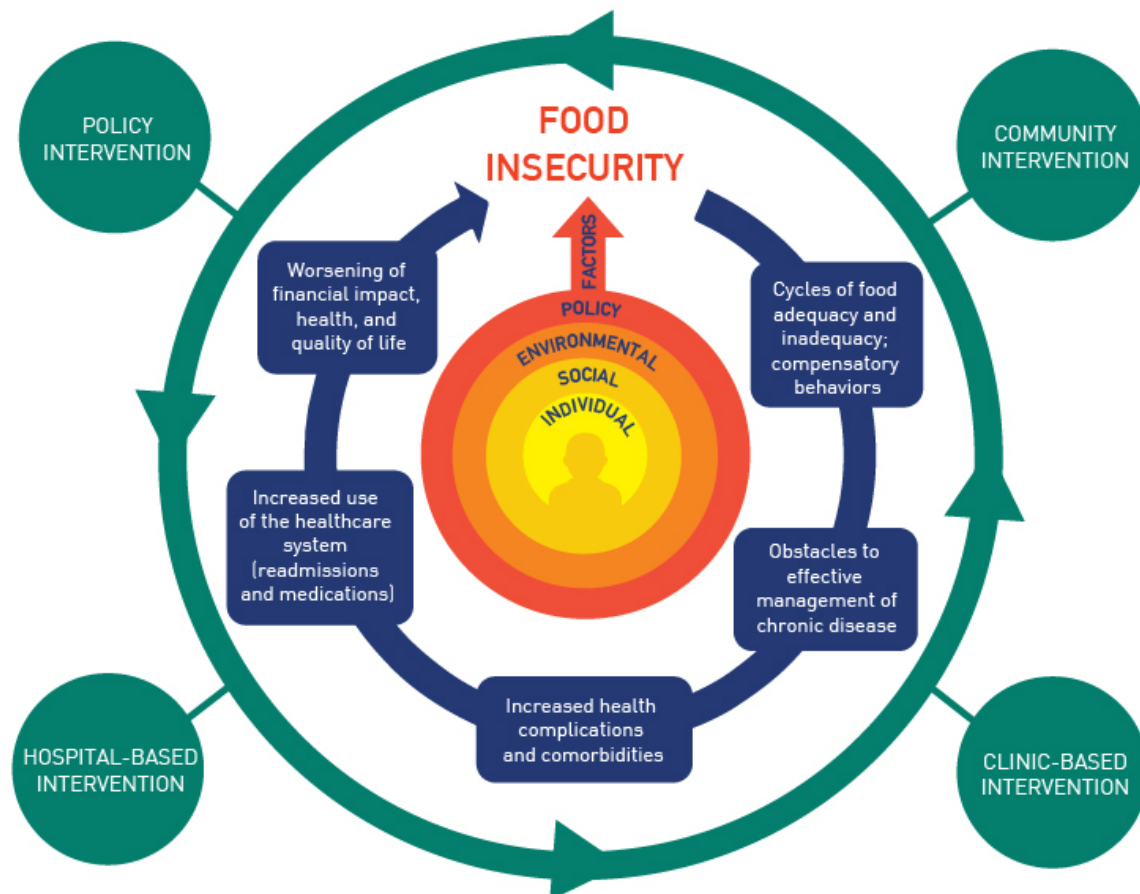 POLICY
INTERVENTION
COMMUNITY
INTERVENTION
FOOD
INSECURITY
FACTORS
POLICY
ENVIRONMENTAL
SOCIAL
INDIVIDUAL
Cycles of food
adequacy and
inadequacy;
compensatory
behaviors
Obstacles to
effective
management of
chronic disease
Increased health
complications
and comorbidities
Increased use
of the healthcare
system
(readmissions
and medications)
Worsening of
financial impact,
health, and
quality of life
HOSPITAL-BASED
INTERVENTION
CLINIC-BASED
INTERVENTION